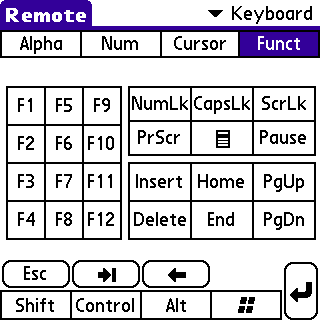 Remote Keyboard
Alpha Num Cursor Funct
F1 F5 F9 NumLk CapsLk ScrLk
F2 F6 F10 PrScr Pause
F3 F7 F11 Insert Home PgUp
F4 F8 F12 Delete End PgDn
Esc
Shift Control Alt